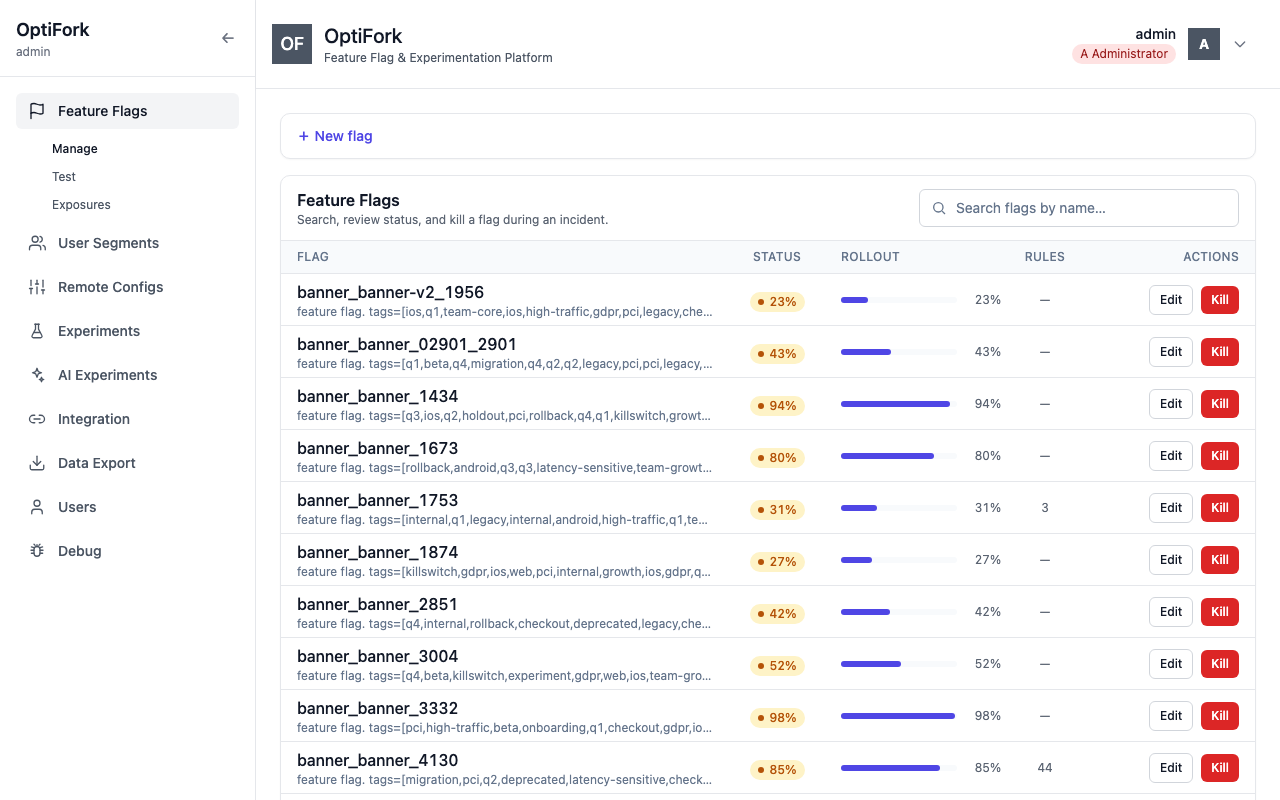 OptiFork
admin
Feature Flags
Manage
Test
Exposures
User Segments
Remote Configs
Experiments
AI Experiments
Integration
Data Export
Users
Debug
OF
OptiFork
Feature Flag & Experimentation Platform
admin
A Administrator
A
+ New flag
Feature Flags
Search, review status, and kill a flag during an incident.
Search flags by name...
FLAG STATUS ROLLOUT RULES ACTIONS
banner_banner-v2_1956
feature flag. tags=[ios,q1,team-core,ios,high-traffic,gdpr,pci,legacy,che...
23% 23% — Edit Kill
banner_banner_02901_2901
feature flag. tags=[q1,beta,q4,migration,q4,q2,q2,legacy,pci,pci,legacy,...
43% 43% — Edit Kill
banner_banner_1434
feature flag. tags=[q3,ios,q2,holdout,pci,rollback,q4,q1,killswitch,growt...
94% 94% — Edit Kill
banner_banner_1673
feature flag. tags=[rollback,android,q3,q3,latency-sensitive,team-growt...
80% 80% — Edit Kill
banner_banner_1753
feature flag. tags=[internal,q1,legacy,internal,android,high-traffic,q1,te...
31% 31% 3 Edit Kill
banner_banner_1874
feature flag. tags=[killswitch,gdpr,ios,web,pci,internal,growth,ios,gdpr,q...
27% 27% — Edit Kill
banner_banner_2851
feature flag. tags=[q4,internal,rollback,checkout,deprecated,legacy,che...
42% 42% — Edit Kill
banner_banner_3004
feature flag. tags=[q4,beta,killswitch,experiment,gdpr,web,ios,team-gro...
52% 52% — Edit Kill
banner_banner_3332
feature flag. tags=[pci,high-traffic,beta,onboarding,q1,checkout,gdpr,io...
98% 98% — Edit Kill
banner_banner_4130
feature flag. tags=[migration,pci,q2,deprecated,latency-sensitive,check...
85% 85% 44 Edit Kill